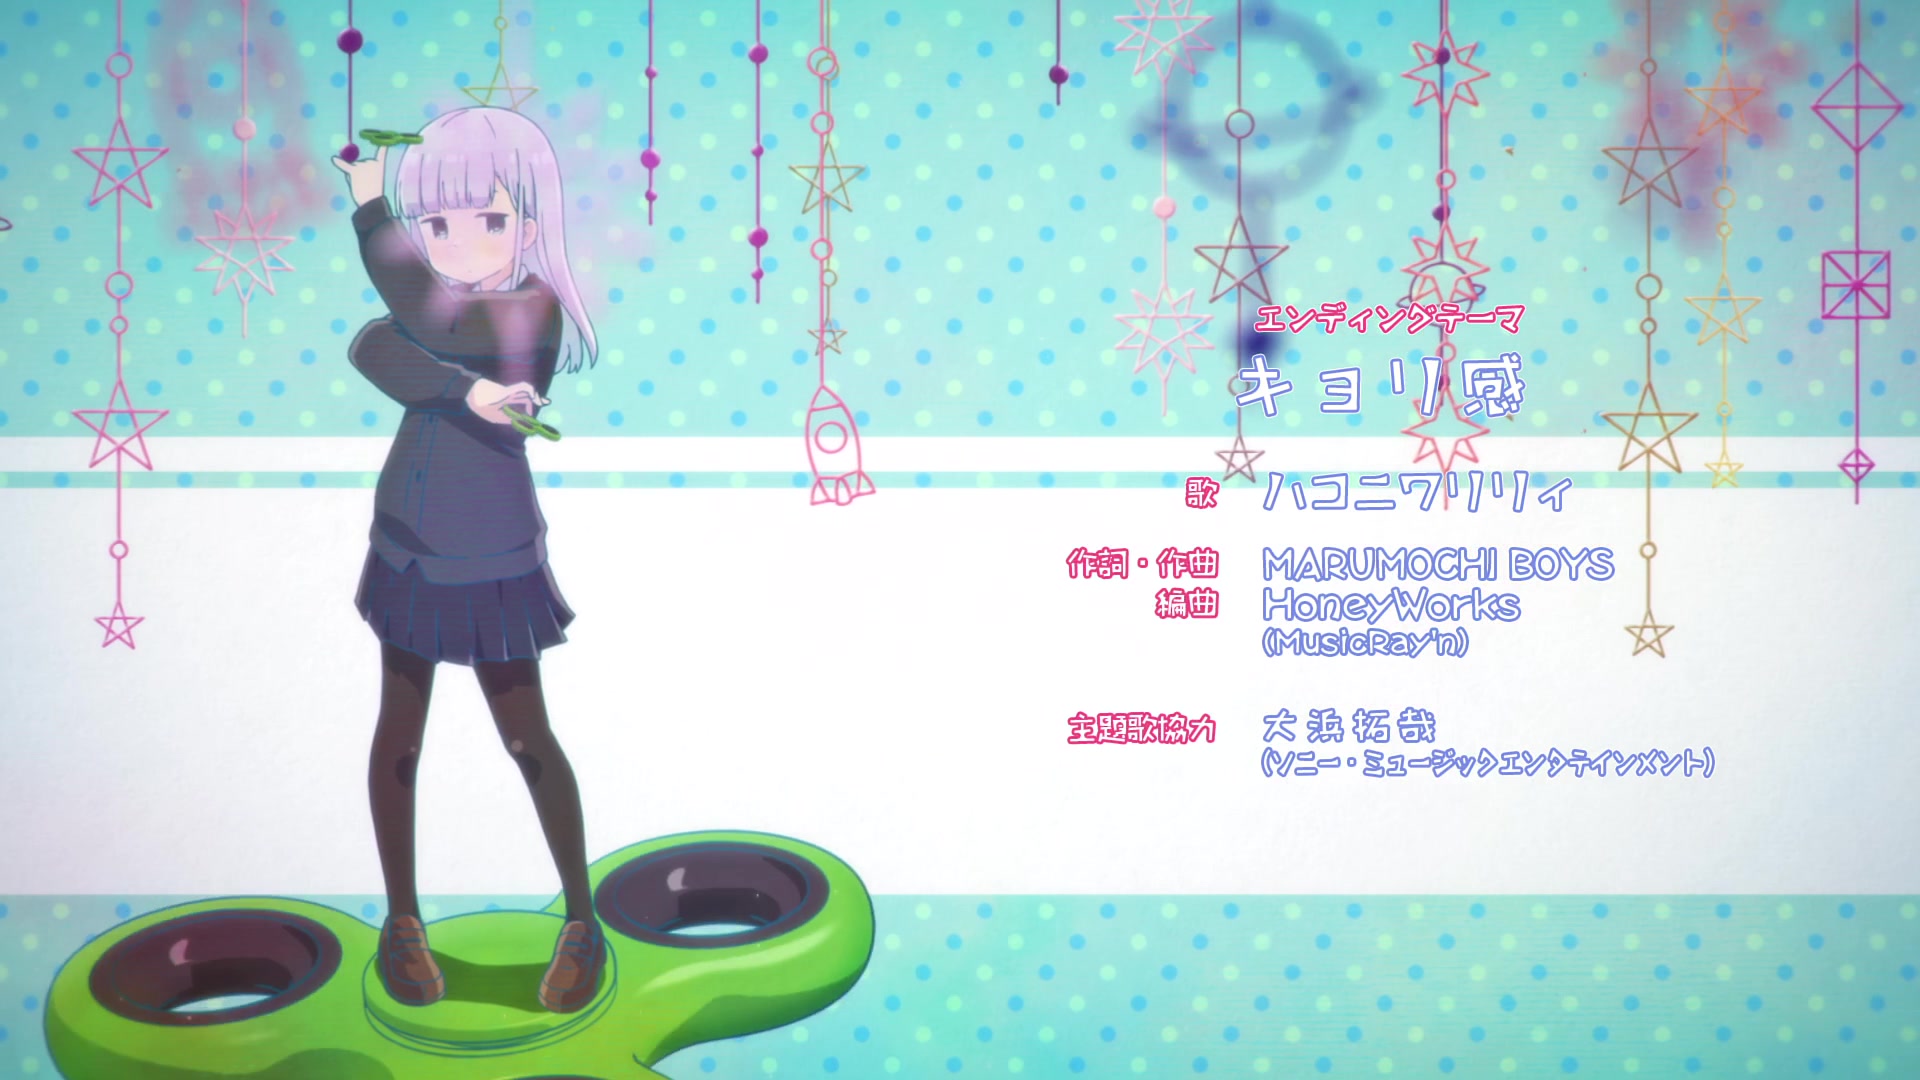 エンディングテーマ
キョリ感
歌 ハコニワリリィ
作詞・作曲 MARUMOCHI BOYS
編曲 HoneyWorks
(MusicRay'n)
主題歌協力 大浜拓哉
(ソニー・ミュージックエンタテインメント)